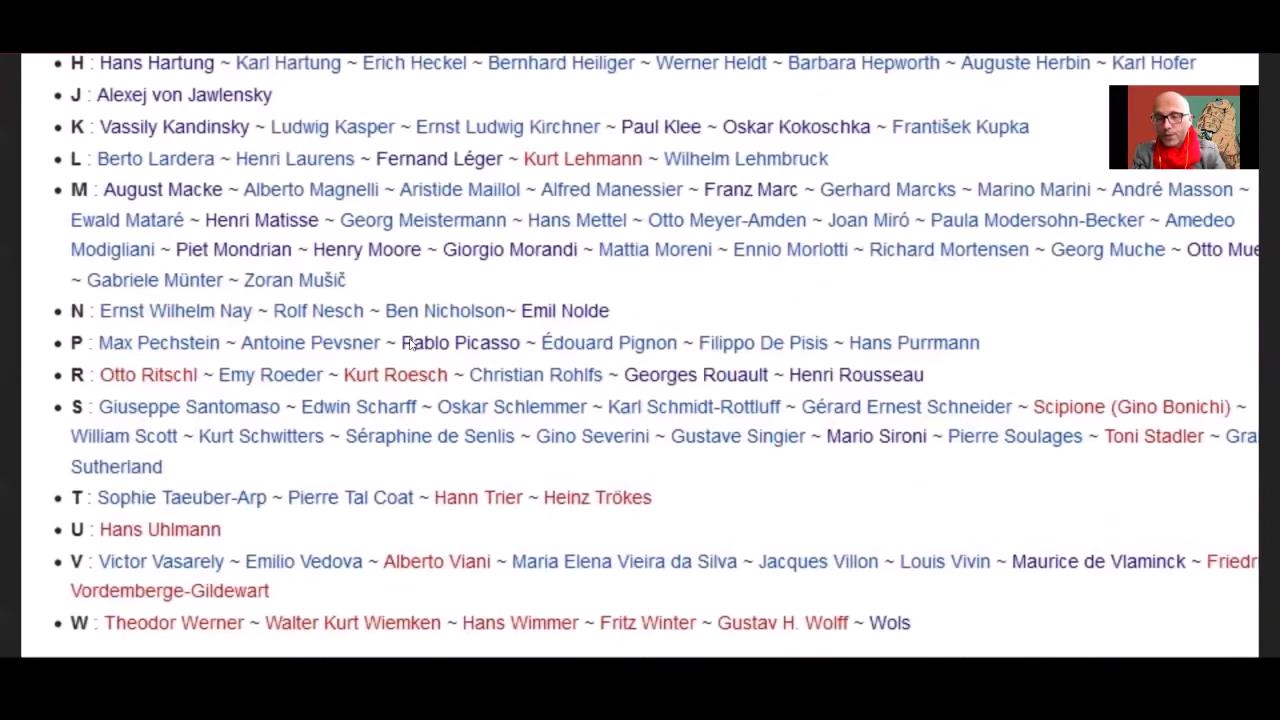 • H : Hans Hartung ~ Karl Hartung ~ Erich Heckel ~ Bernhard Heiliger ~ Werner Heldt ~ Barbara Hepworth ~ Auguste Herbin ~ Karl Hofer
• J : Alexej von Jawlensky
• K : Vassily Kandinsky ~ Ludwig Kasper ~ Ernst Ludwig Kirchner ~ Paul Klee ~ Oskar Kokoschka ~ František Kupka
• L : Berto Lardera ~ Henri Laurens ~ Fernand Léger ~ Kurt Lehmann ~ Wilhelm Lehmbruck
• M : August Macke ~ Alberto Magnelli ~ Aristide Maillol ~ Alfred Manessier ~ Franz Marc ~ Gerhard Marcks ~ Marino Marini ~ André Masson ~
Ewald Mataré ~ Henri Matisse ~ Georg Meistermann ~ Hans Mettel ~ Otto Meyer-Amden ~ Joan Miró ~ Paula Modersohn-Becker ~ Amedeo
Modigliani ~ Piet Mondrian ~ Henry Moore ~ Giorgio Morandi ~ Mattia Moreni ~ Ennio Morlotti ~ Richard Mortensen ~ Georg Muche ~ Otto Mue
~ Gabriele Münter ~ Zoran Mušič
• N : Ernst Wilhelm Nay ~ Rolf Nesch ~ Ben Nicholson~ Emil Nolde
• P : Max Pechstein ~ Antoine Pevsner ~ Pablo Picasso ~ Édouard Pignon ~ Filippo De Pisis ~ Hans Purrmann
• R : Otto Ritschl ~ Emy Roeder ~ Kurt Roesch ~ Christian Rohlfs ~ Georges Rouault ~ Henri Rousseau
• S : Giuseppe Santomaso ~ Edwin Scharff ~ Oskar Schlemmer ~ Karl Schmidt-Rottluff ~ Gérard Ernest Schneider ~ Scipione (Gino Bonichi) ~
William Scott ~ Kurt Schwitters ~ Séraphine de Senlis ~ Gino Severini ~ Gustave Singier ~ Mario Sironi ~ Pierre Soulages ~ Toni Stadler ~ Gra
Sutherland
• T : Sophie Taeuber-Arp ~ Pierre Tal Coat ~ Hann Trier ~ Heinz Trökes
• U : Hans Uhlmann
• V : Victor Vasarely ~ Emilio Vedova ~ Alberto Viani ~ Maria Elena Vieira da Silva ~ Jacques Villon ~ Louis Vivin ~ Maurice de Vlaminck ~ Friedr
Vordemberge-Gildewart
• W : Theodor Werner ~ Walter Kurt Wiemken ~ Hans Wimmer ~ Fritz Winter ~ Gustav H. Wolff ~ Wols